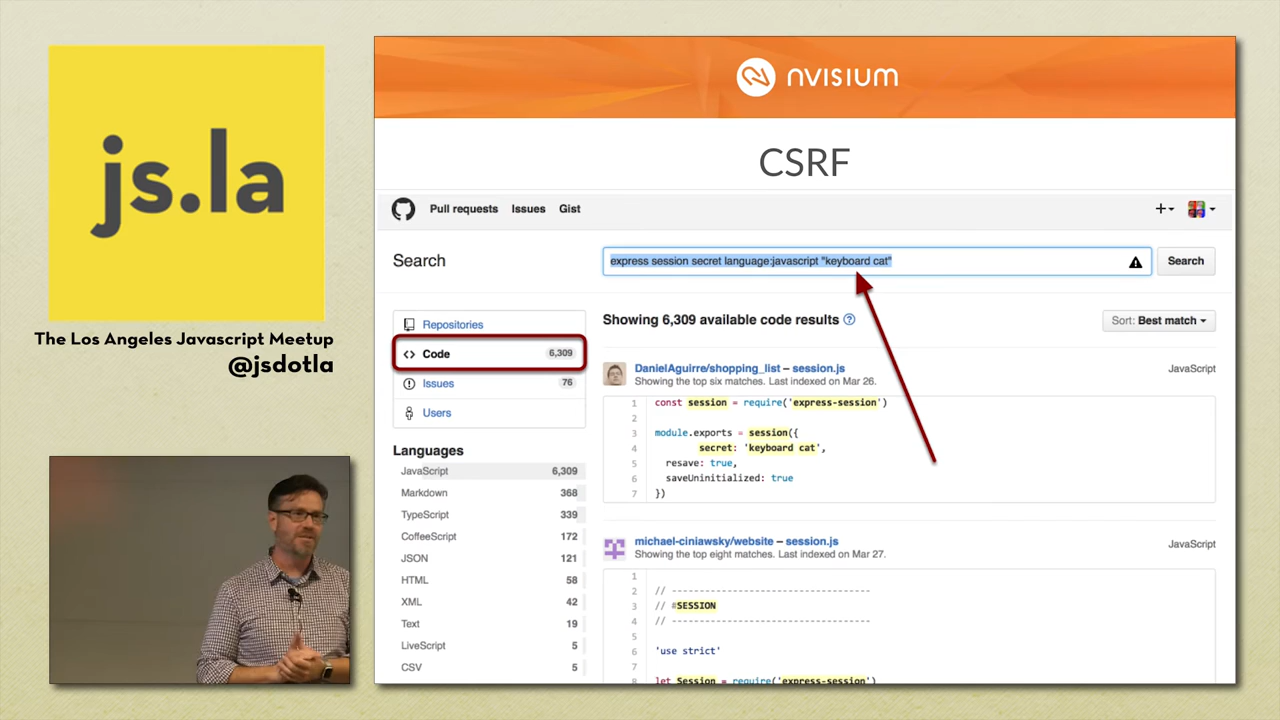 js.la
The Los Angeles Javascript Meetup
@jsdotla
NVISIUM
CSRF
Pull requests Issues Gist
Search
express session secret language:javascript "keyboard cat"
Search
Repositories
Code 6,309
Issues 76
Users
Languages
JavaScript 6,309
Markdown 368
TypeScript 339
CoffeeScript 172
JSON 121
HTML 58
XML 42
Text 19
LiveScript 5
CSV 5
Showing 6,309 available code results
Sort: Best match
DanielAguirre/shopping_list – session.js
JavaScript
Showing the top six matches. Last indexed on Mar 26.
1 const session = require('express-session')
2
3 module.exports = session({
4 secret: 'keyboard cat',
5 resave: true,
6 saveUninitialized: true
7 })
michael-ciniawsky/website – session.js
JavaScript
Showing the top eight matches. Last indexed on Mar 27.
1
2 // ----------------------------------
3 // #SESSION
4 // ----------------------------------
5
6 'use strict'
7
8 let Session = require('express-session')